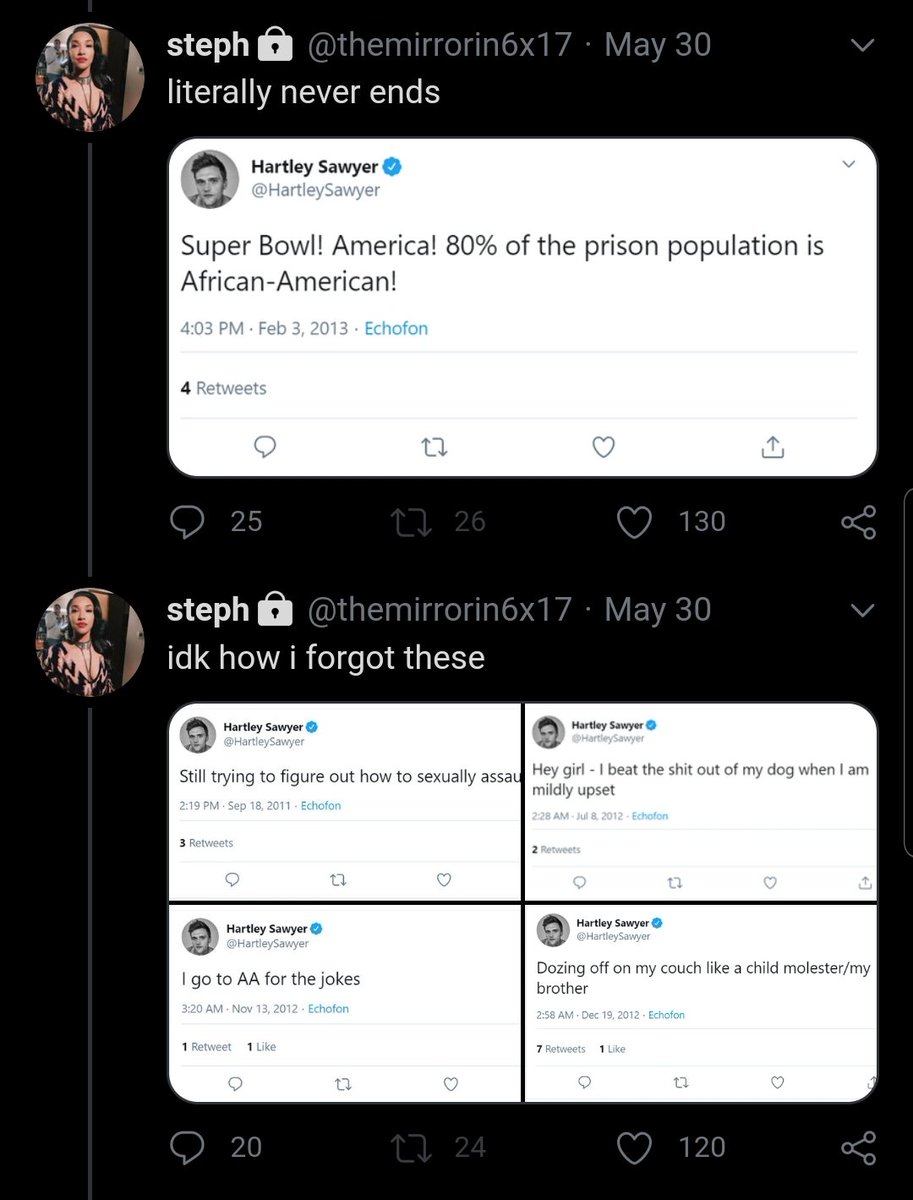 steph @themirrorin6x17 · May 30
literally never ends
Hartley Sawyer
@HartleySawyer
Super Bowl! America! 80% of the prison population is
African-American!
4:03 PM · Feb 3, 2013 · Echofon
4 Retweets
25 26 130
steph @themirrorin6x17 · May 30
idk how i forgot these
Hartley Sawyer
@HartleySawyer
Still trying to figure out how to sexually assau
2:19 PM · Sep 18, 2011 · Echofon
3 Retweets
Hartley Sawyer
@HartleySawyer
Hey girl - I beat the shit out of my dog when I am
mildly upset
2:28 AM · Jul 8, 2012 · Echofon
2 Retweets
Hartley Sawyer
@HartleySawyer
I go to AA for the jokes
3:20 AM · Nov 13, 2012 · Echofon
1 Retweet 1 Like
Hartley Sawyer
@HartleySawyer
Dozing off on my couch like a child molester/my
brother
2:58 AM · Dec 19, 2012 · Echofon
7 Retweets 1 Like
20 24 120